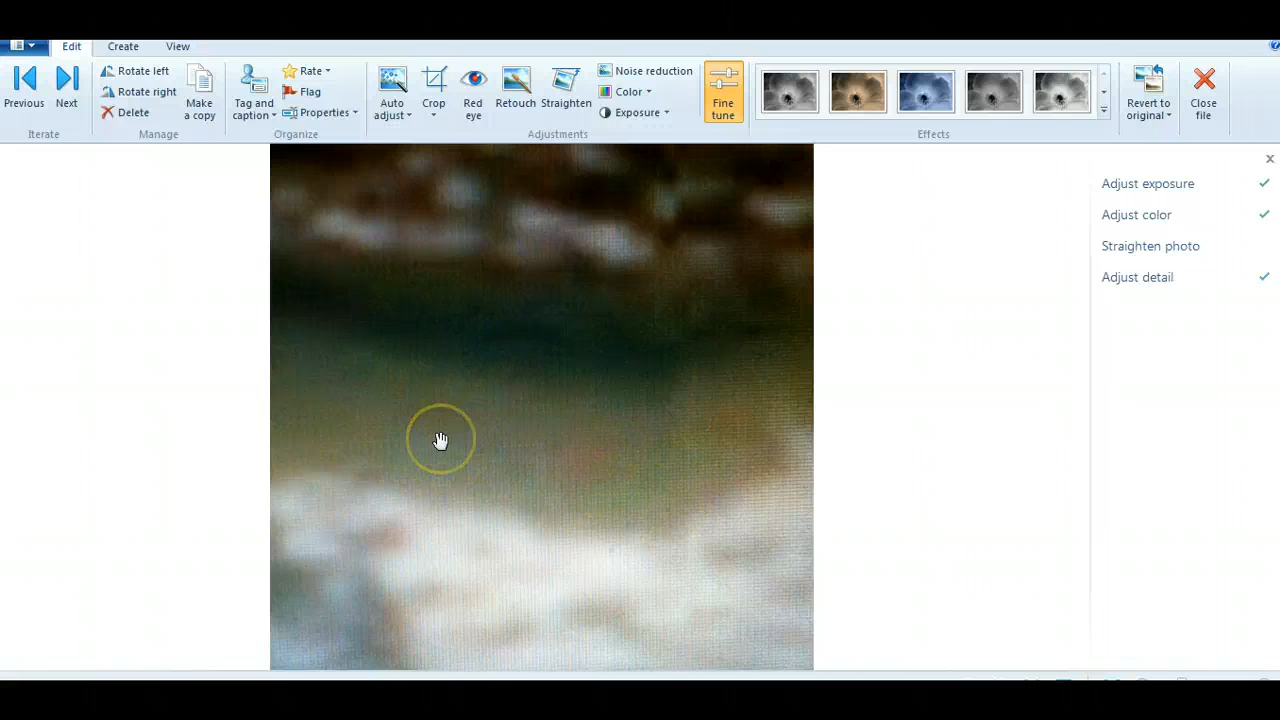 Edit Create View
Previous Next
Iterate
Rotate left
Rotate right
Delete
Make a copy
Manage
Tag and caption
Rate
Flag
Properties
Organize
Auto adjust
Crop
Red eye
Retouch
Straighten
Noise reduction
Color
Exposure
Adjustments
Fine tune
Effects
Revert to original
Close file
Adjust exposure
Adjust color
Straighten photo
Adjust detail